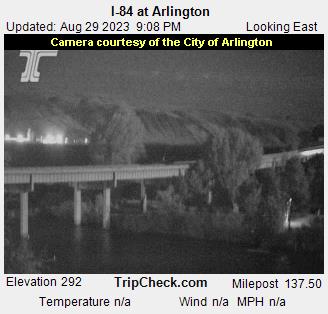 I-84 at Arlington
Updated: Aug 29 2023 9:08 PM Looking East
Camera courtesy of the City of Arlington
Elevation 292 TripCheck.com Milepost 137.50
Temperature n/a Wind n/a MPH n/a